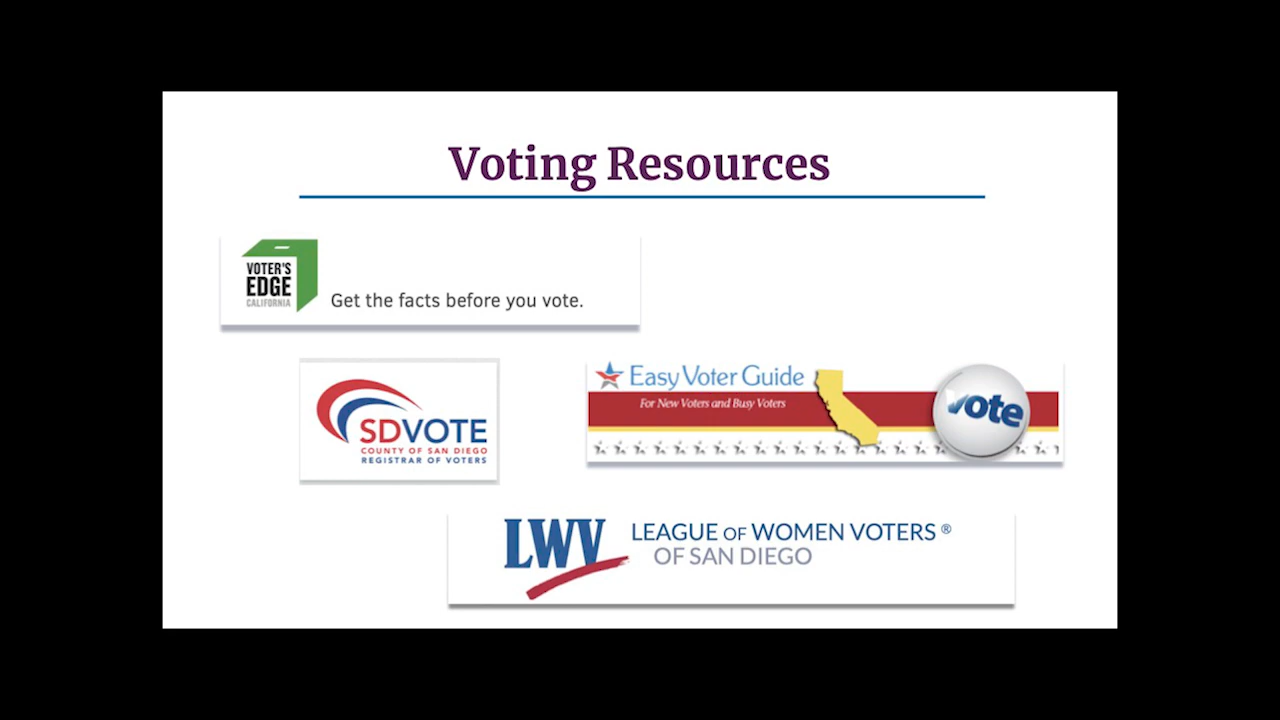 Voting Resources
VOTER'S
EDGE
CALIFORNIA
Get the facts before you vote.
SDVOTE
COUNTY OF SAN DIEGO
REGISTRAR OF VOTERS
Easy Voter Guide
For New Voters and Busy Voters
vote
LWV
LEAGUE OF WOMEN VOTERS ®
OF SAN DIEGO